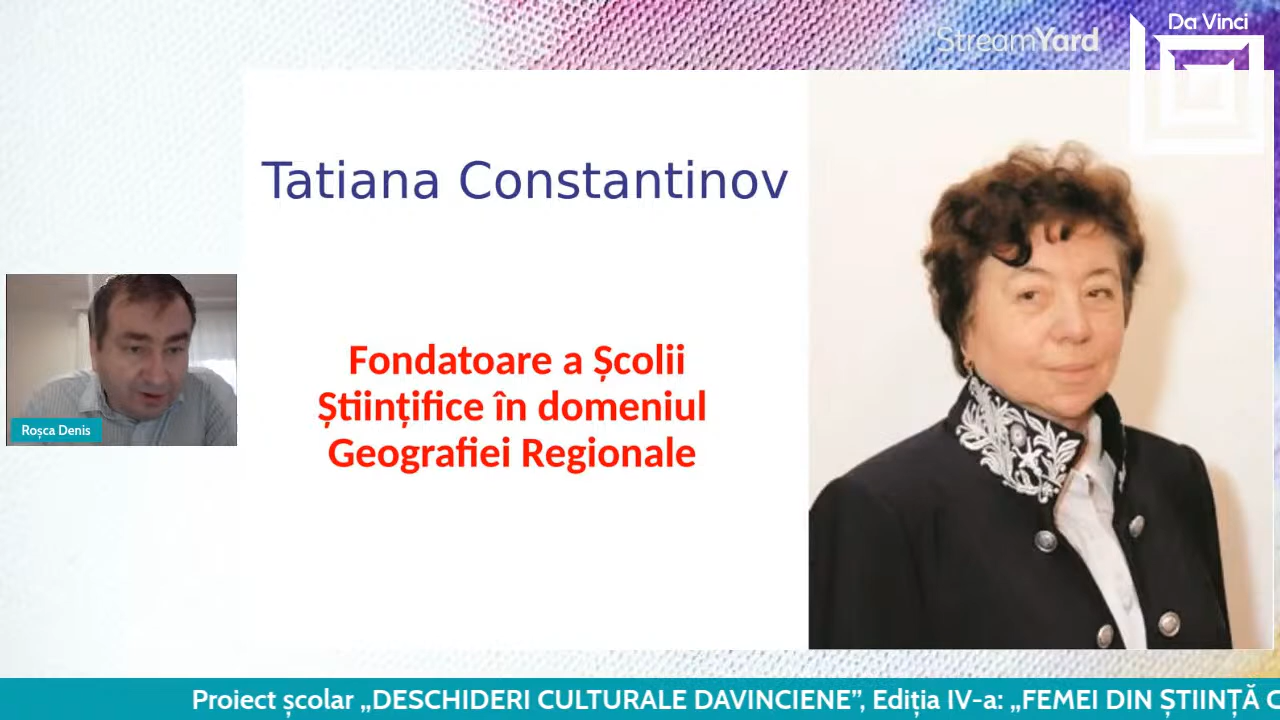 StreamYard
Da Vinci
Tatiana Constantinov
Fondatoare a Școlii
Științifice în domeniul
Geografiei Regionale
Roșca Denis
Proiect școlar „DESCHIDERI CULTURALE DAVINCIENE”, Ediția IV-a: „FEMEI DIN ȘTIINȚĂ